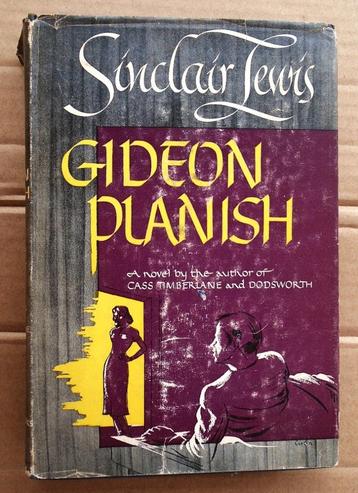 Sinclair Lewis
GIDEON
PLANISH
A novel by the author of
CASS TIMBERLANE and DODSWORTH